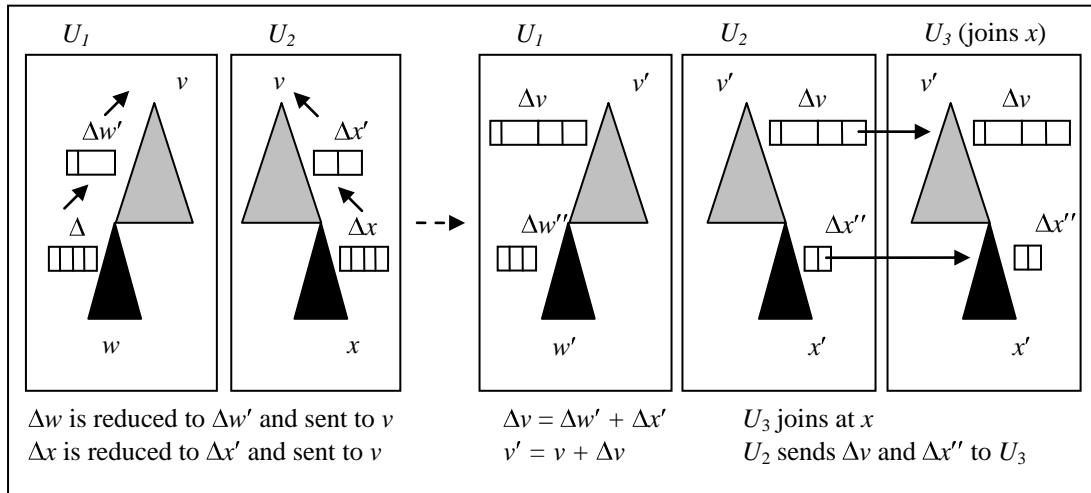 U1 U2 U1 U2 U3 (joins x)
v v v′ v′ v′
Δv Δv Δv
Δw′ Δx′
Δ Δx Δw′′ Δx′′ Δx′′
w x w′ x′ x′
Δw is reduced to Δw′ and sent to v Δv = Δw′ + Δx′ U3 joins at x
Δx is reduced to Δx′ and sent to v v′ = v + Δv U2 sends Δv and Δx′′ to U3